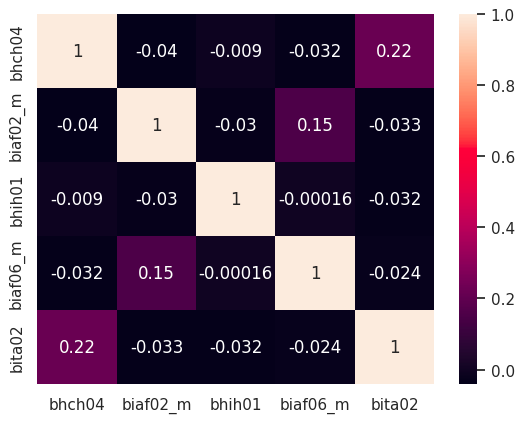 bhch04 1 -0.04 -0.009 -0.032 0.22
biaf02_m -0.04 1 -0.03 0.15 -0.033
bhih01 -0.009 -0.03 1 -0.00016 -0.032
biaf06_m -0.032 0.15 -0.00016 1 -0.024
bita02 0.22 -0.033 -0.032 -0.024 1
bhch04 biaf02_m bhih01 biaf06_m bita02
1.0
0.8
0.6
0.4
0.2
0.0